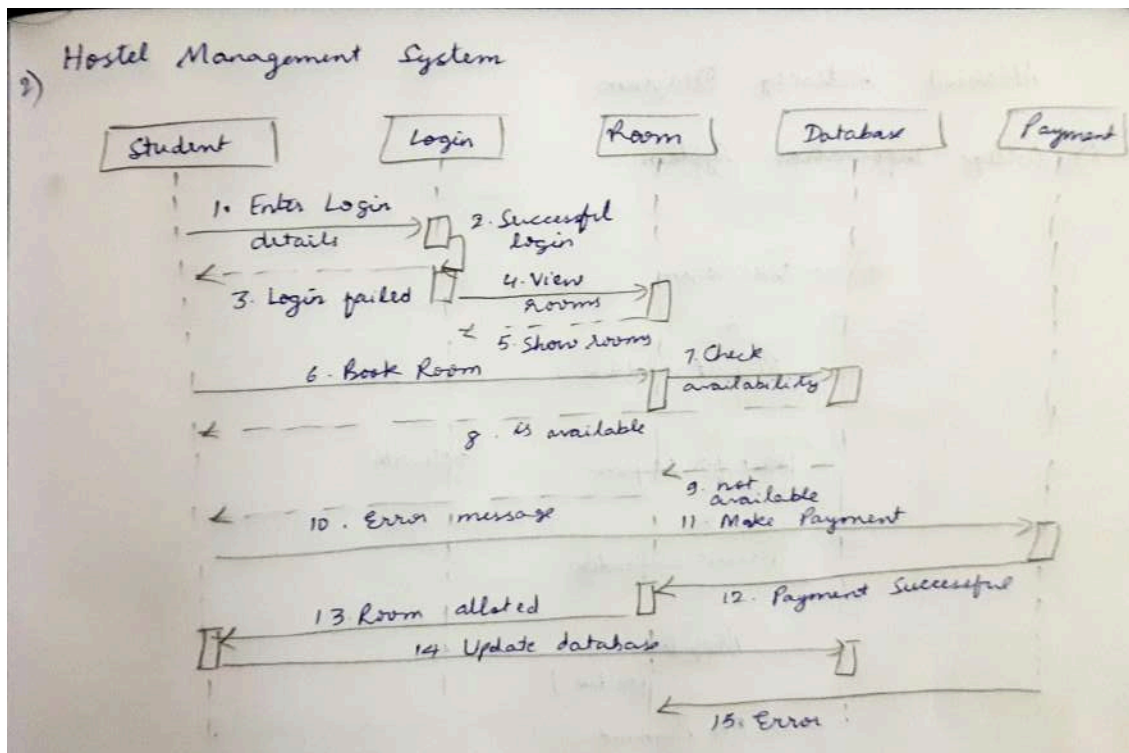 Hostel Management System
2)
Student
Login
Room
Database
Payment
1. Enter Login
details
2. Successful
login
3. Login failed
4. View
rooms
5. Show rooms
6. Book Room
7. Check
availability
8. is available
9. not
available
10. Error message
11. Make Payment
12. Payment Successful
13. Room alloted
14. Update database
15. Error